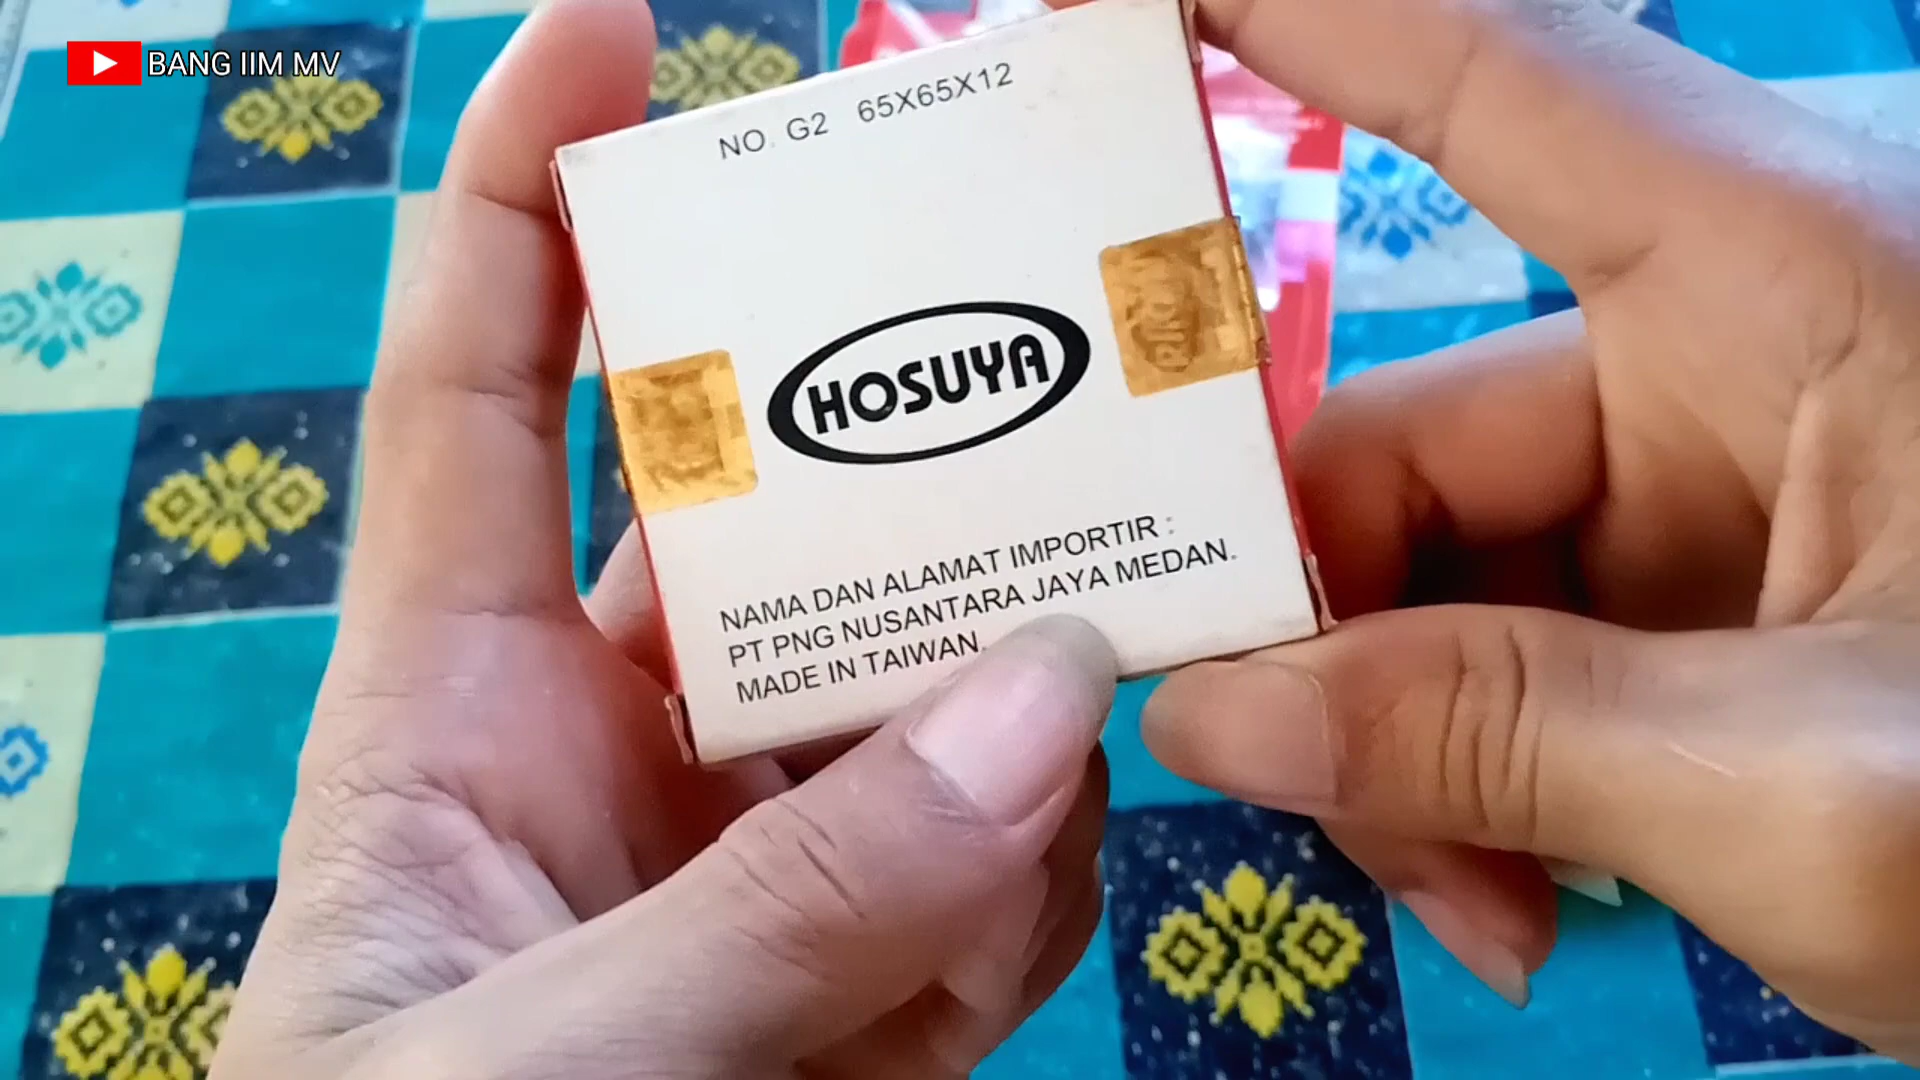 BANG IIM MV
NO. G2 65X65X12
HOSUYA
NAMA DAN ALAMAT IMPORTIR :
PT PNG NUSANTARA JAYA MEDAN.
MADE IN TAIWAN.